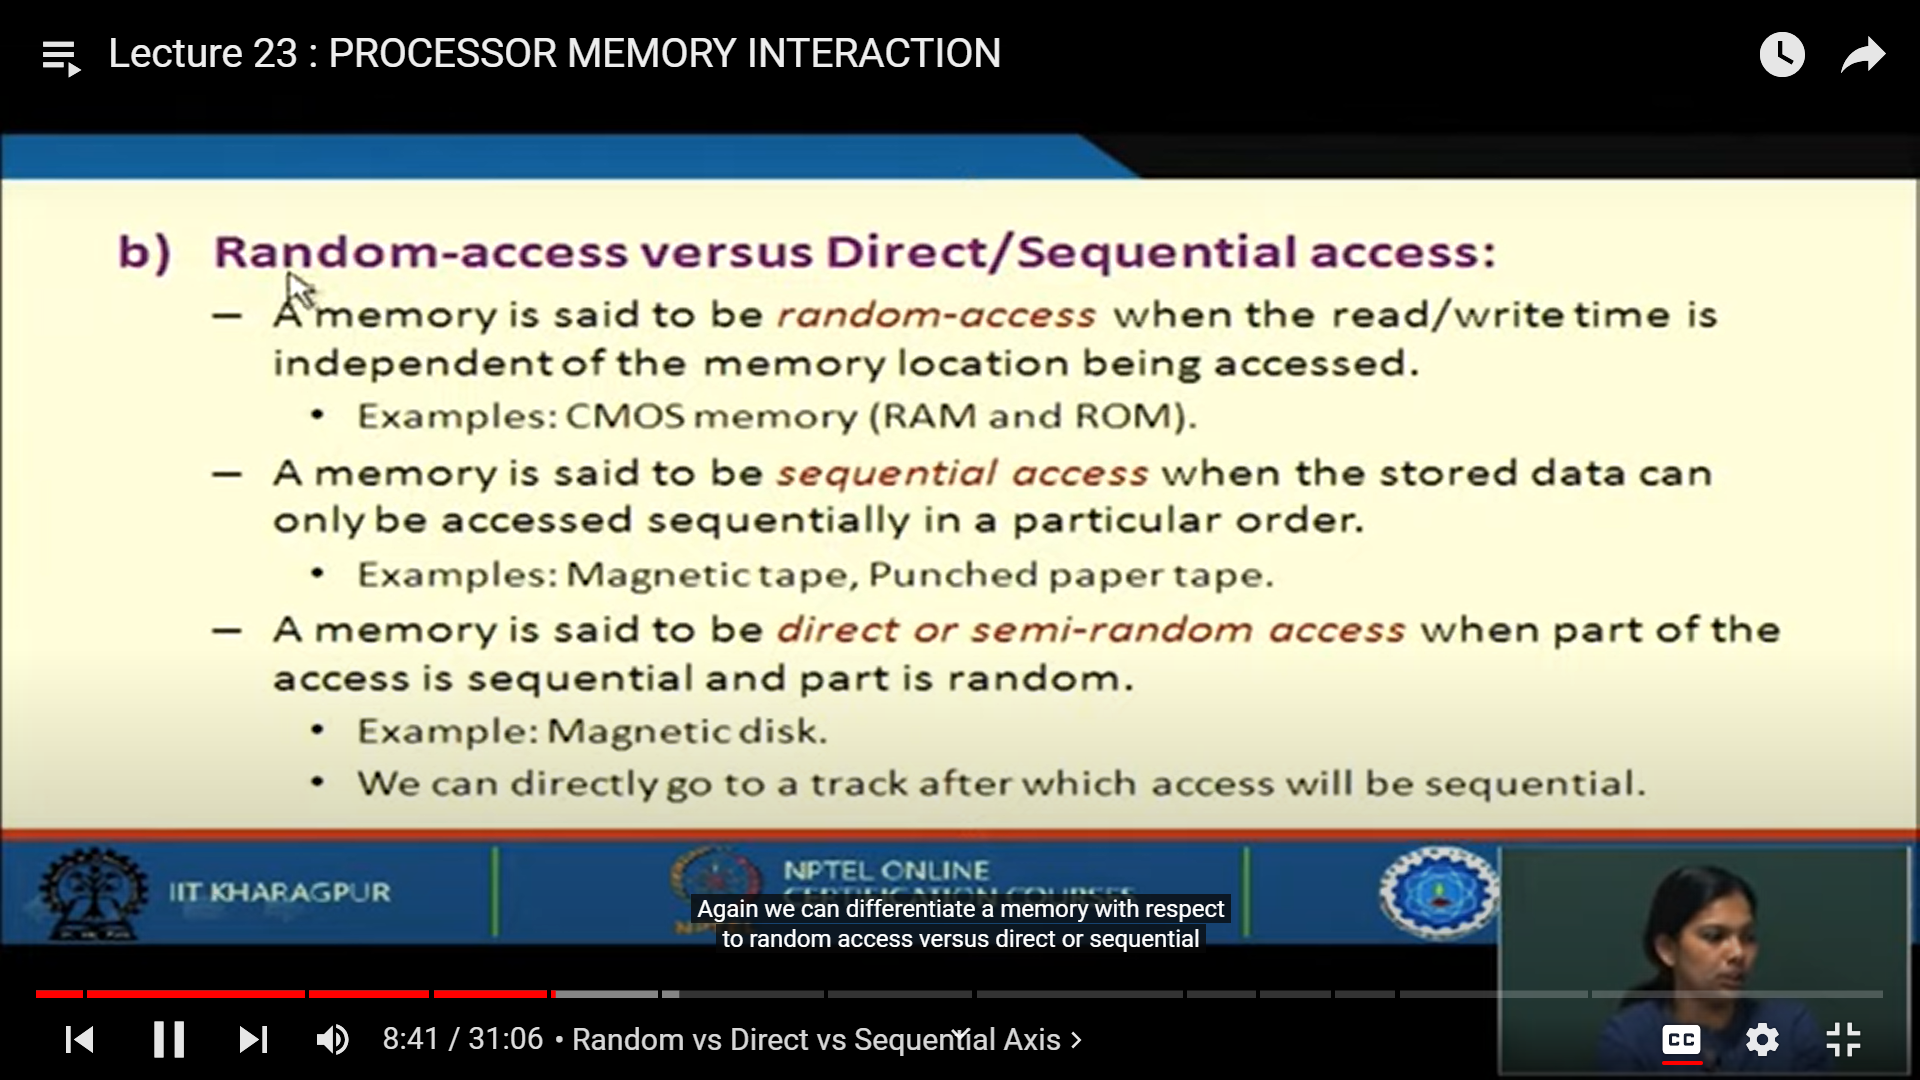 Lecture 23 : PROCESSOR MEMORY INTERACTION
b) Random-access versus Direct/Sequential access:
– A memory is said to be random-access when the read/write time is
independent of the memory location being accessed.
• Examples: CMOS memory (RAM and ROM).
– A memory is said to be sequential access when the stored data can
only be accessed sequentially in a particular order.
• Examples: Magnetic tape, Punched paper tape.
– A memory is said to be direct or semi-random access when part of the
access is sequential and part is random.
• Example: Magnetic disk.
• We can directly go to a track after which access will be sequential.
IIT KHARAGPUR
NPTEL ONLINE
CERTIFICATION COURSES
Again we can differentiate a memory with respect
to random access versus direct or sequential
8:41 / 31:06 • Random vs Direct vs Sequential Axis >
CC